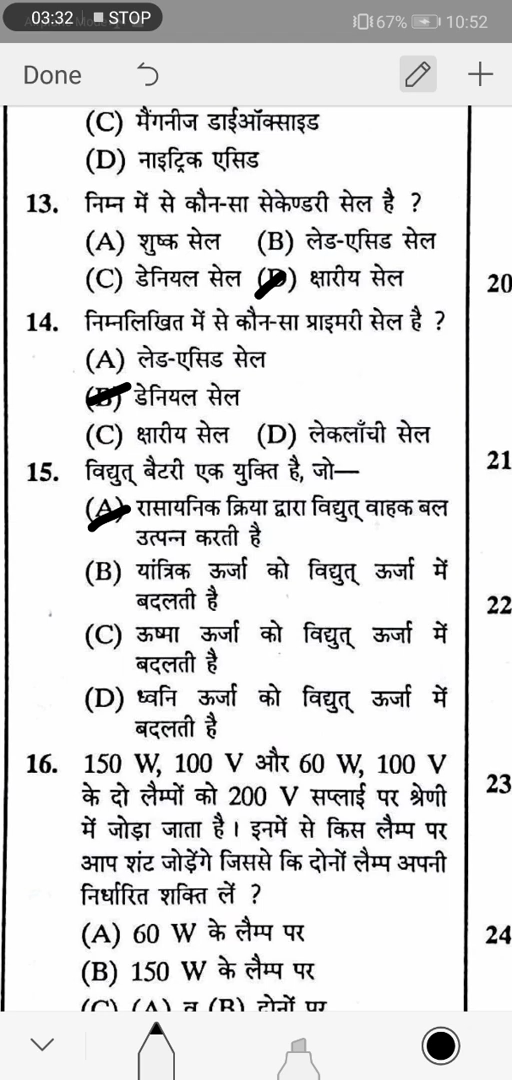 03:32 STOP
67% 10:52
Done
(C) मैंगनीज डाईऑक्साइड
(D) नाइट्रिक एसिड
13. निम्न में से कौन-सा सेकेण्डरी सेल है ?
(A) शुष्क सेल (B) लेड-एसिड सेल
(C) डेनियल सेल (D) क्षारीय सेल
14. निम्नलिखित में से कौन-सा प्राइमरी सेल है ?
(A) लेड-एसिड सेल
(B) डेनियल सेल
(C) क्षारीय सेल (D) लेकलाँची सेल
15. विद्युत् बैटरी एक युक्ति है, जो—
(A) रासायनिक क्रिया द्वारा विद्युत् वाहक बल
उत्पन्न करती है
(B) यांत्रिक ऊर्जा को विद्युत् ऊर्जा में
बदलती है
(C) ऊष्मा ऊर्जा को विद्युत् ऊर्जा में
बदलती है
(D) ध्वनि ऊर्जा को विद्युत् ऊर्जा में
बदलती है
16. 150 W, 100 V और 60 W, 100 V
के दो लैम्पों को 200 V सप्लाई पर श्रेणी
में जोड़ा जाता है। इनमें से किस लैम्प पर
आप शंट जोड़ेंगे जिससे कि दोनों लैम्प अपनी
निर्धारित शक्ति लें ?
(A) 60 W के लैम्प पर
(B) 150 W के लैम्प पर
(C) (A) व (B) दोनों पर
20
21
22
23
24